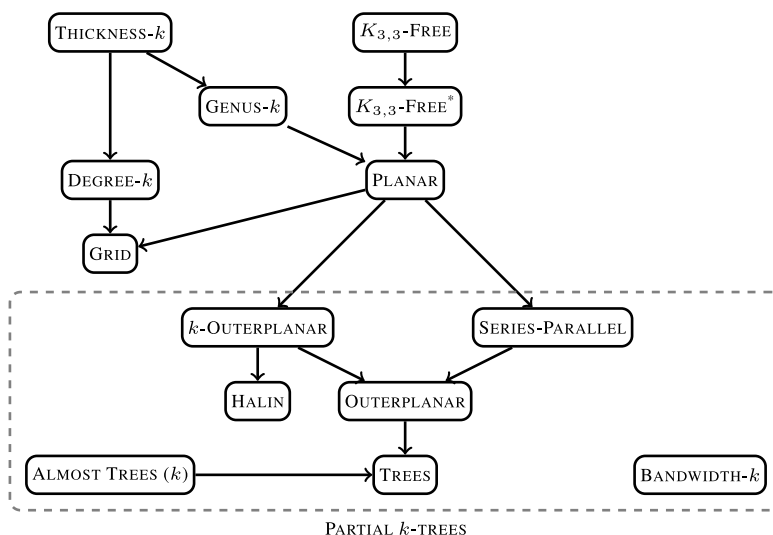 THICKNESS-k
K3,3-FREE
GENUS-k
K3,3-FREE*
DEGREE-k
PLANAR
GRID
k-OUTERPLANAR
SERIES-PARALLEL
HALIN
OUTERPLANAR
ALMOST TREES (k)
TREES
BANDWIDTH-k
PARTIAL k-TREES